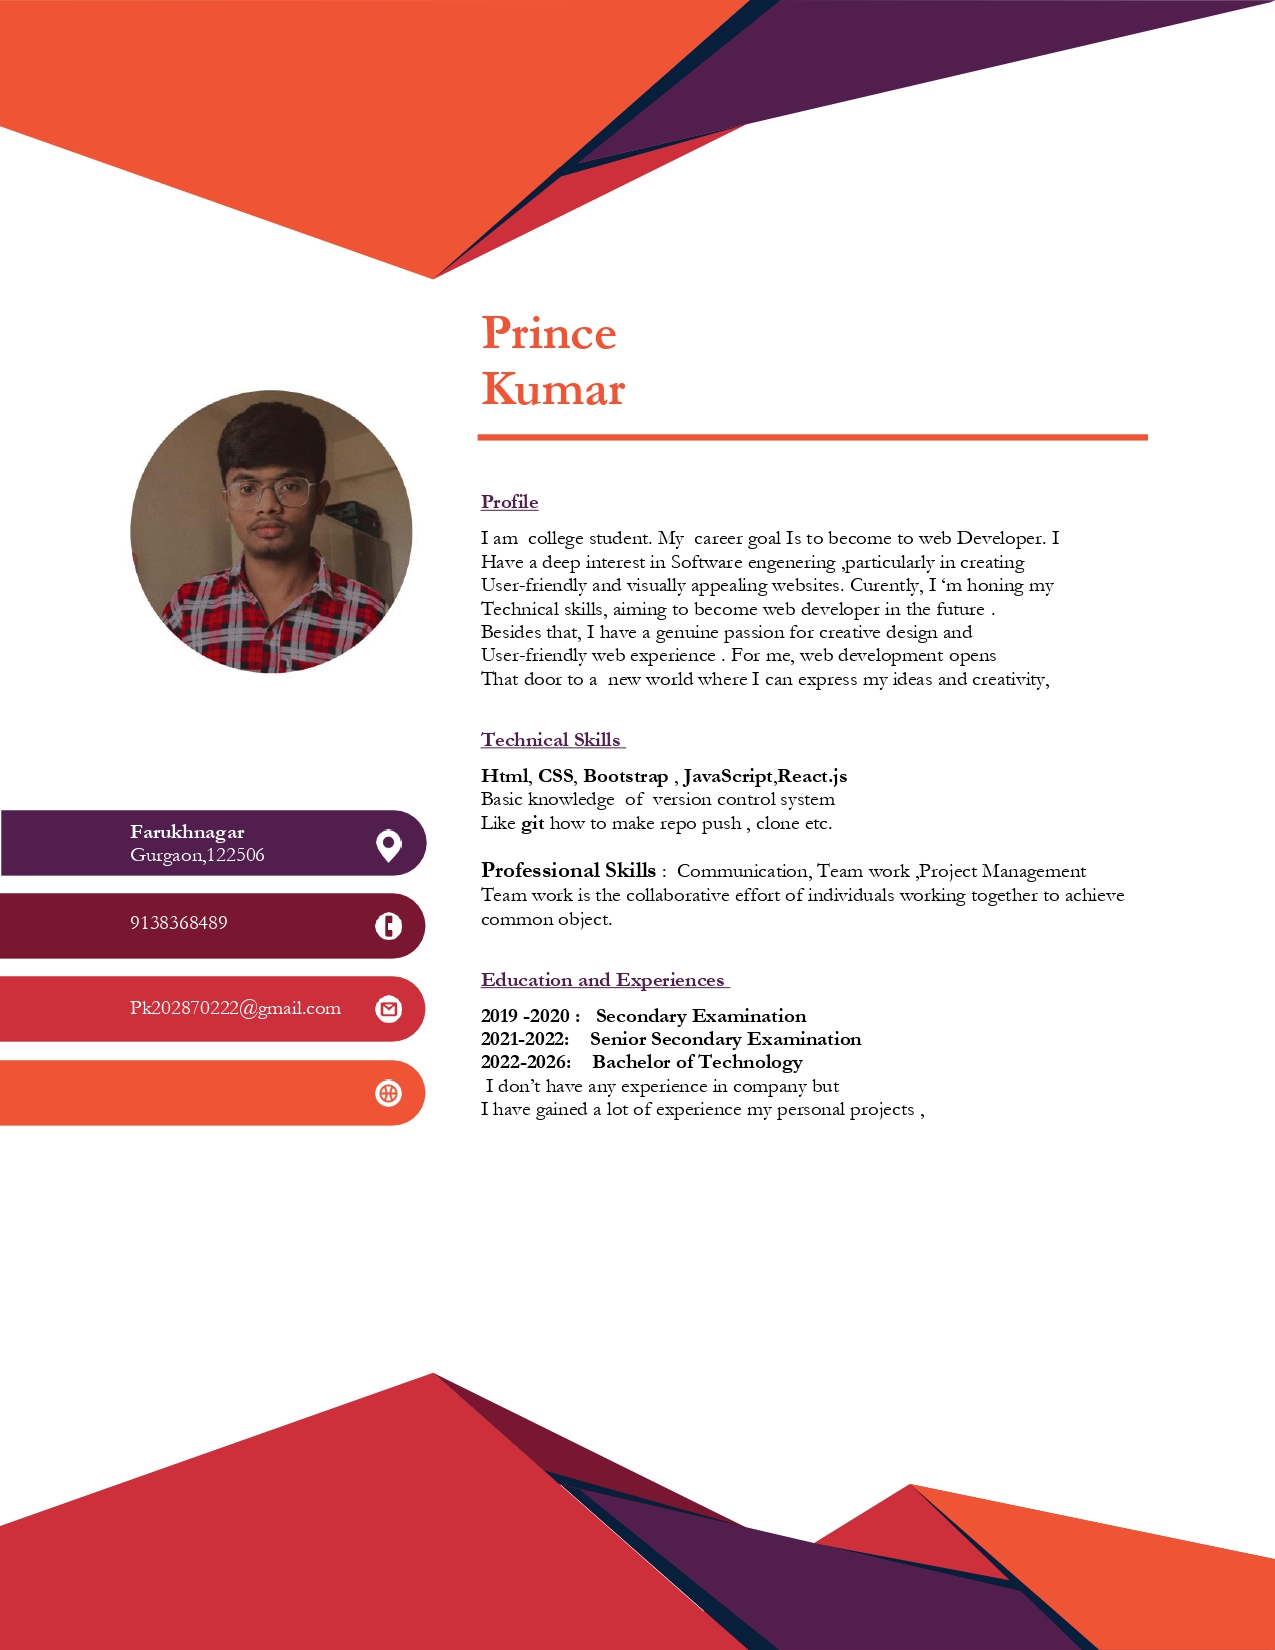 Prince
Kumar
Profile
I am  college student. My  career goal Is to become to web Developer. I
Have a deep interest in Software engenering ,particularly in creating
User-friendly and visually appealing websites. Curently, I ‘m honing my
Technical skills, aiming to become web developer in the future .
Besides that, I have a genuine passion for creative design and
User-friendly web experience . For me, web development opens
That door to a  new world where I can express my ideas and creativity,
Technical Skills
Html, CSS, Bootstrap , JavaScript,React.js
Basic knowledge  of  version control system
Like git how to make repo push , clone etc.
Professional Skills :  Communication, Team work ,Project Management
Team work is the collaborative effort of individuals working together to achieve
common object.
Education and Experiences
2019 -2020 :   Secondary Examination
2021-2022:    Senior Secondary Examination
2022-2026:    Bachelor of Technology
I don’t have any experience in company but
I have gained a lot of experience my personal projects ,
Farukhnagar
Gurgaon,122506
9138368489
Pk202870222@gmail.com